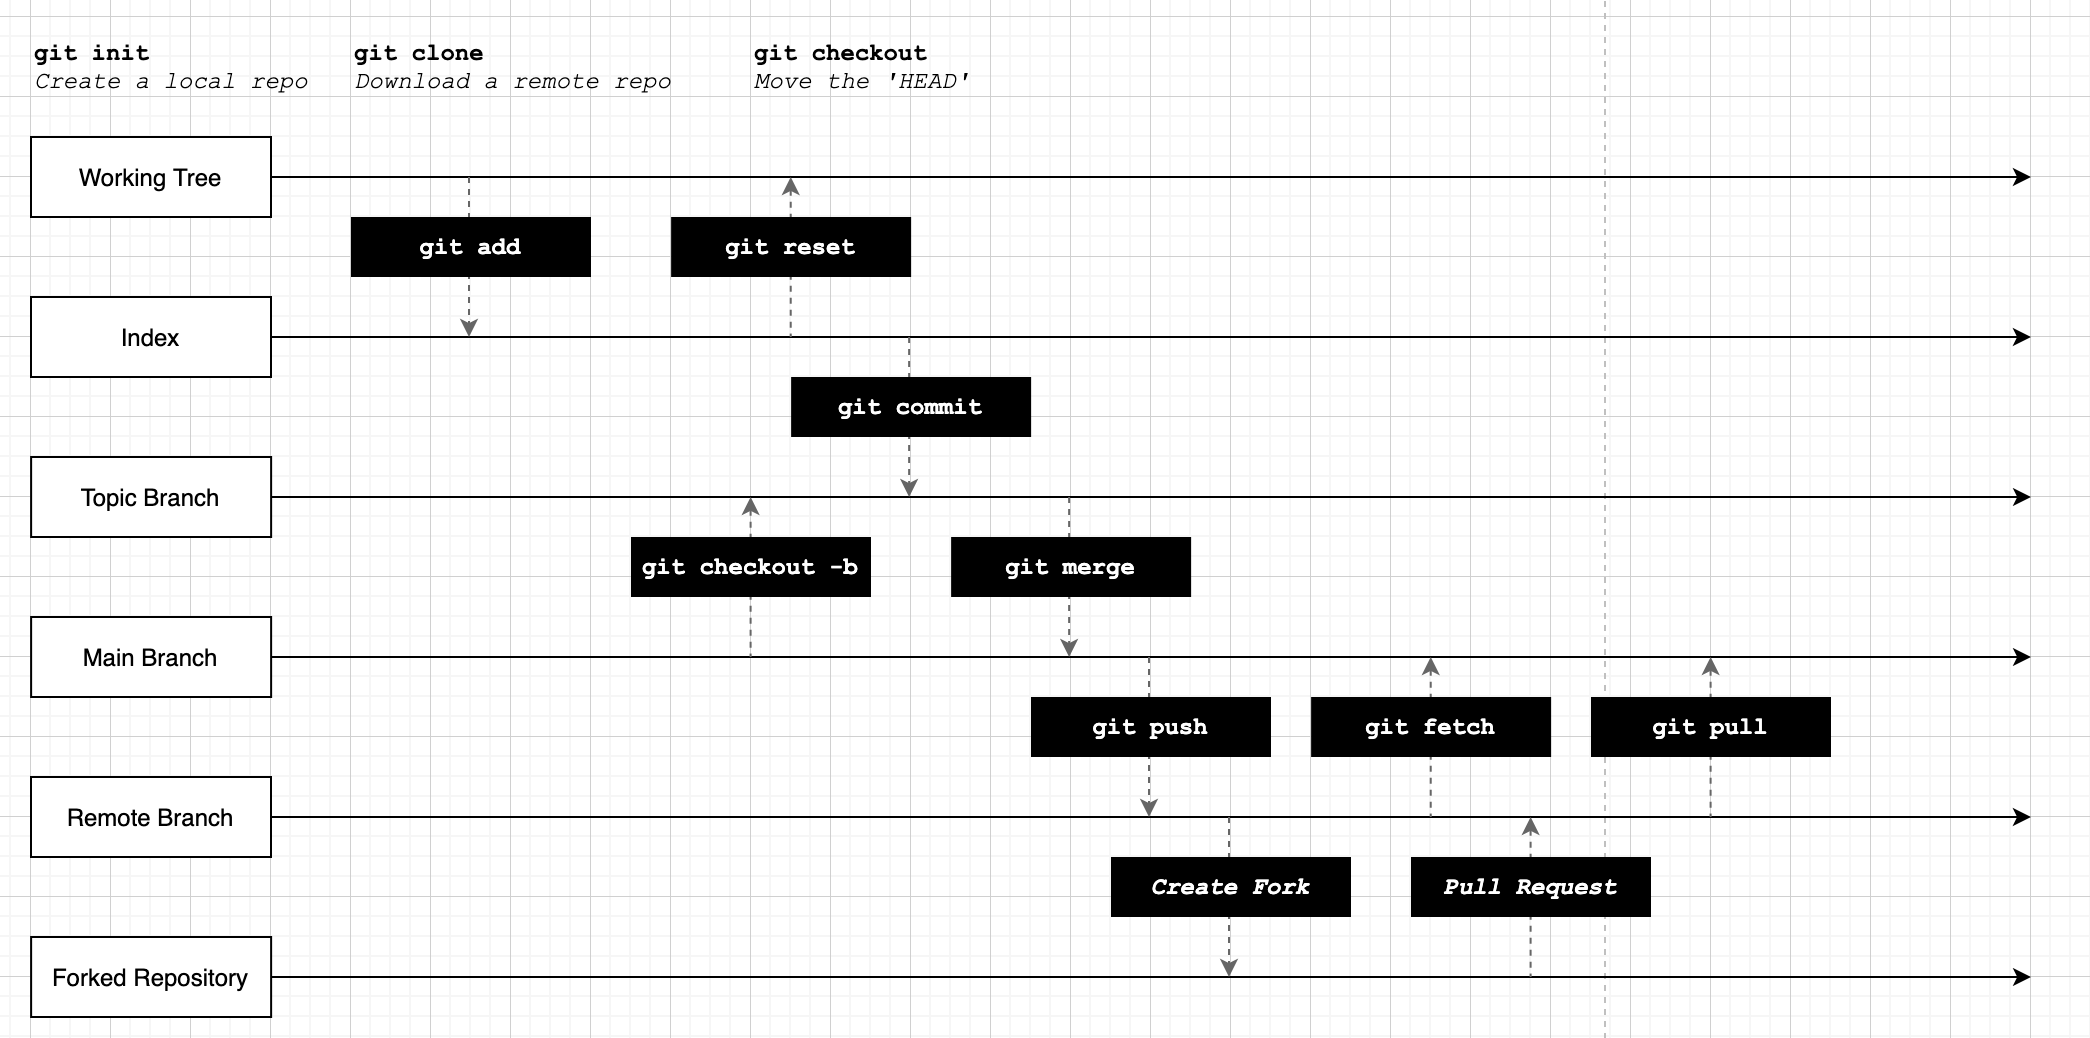 git init
Create a local repo
git clone
Download a remote repo
git checkout
Move the 'HEAD'
Working Tree
git add
git reset
Index
git commit
Topic Branch
git checkout -b
git merge
Main Branch
git push
git fetch
git pull
Remote Branch
Create Fork
Pull Request
Forked Repository